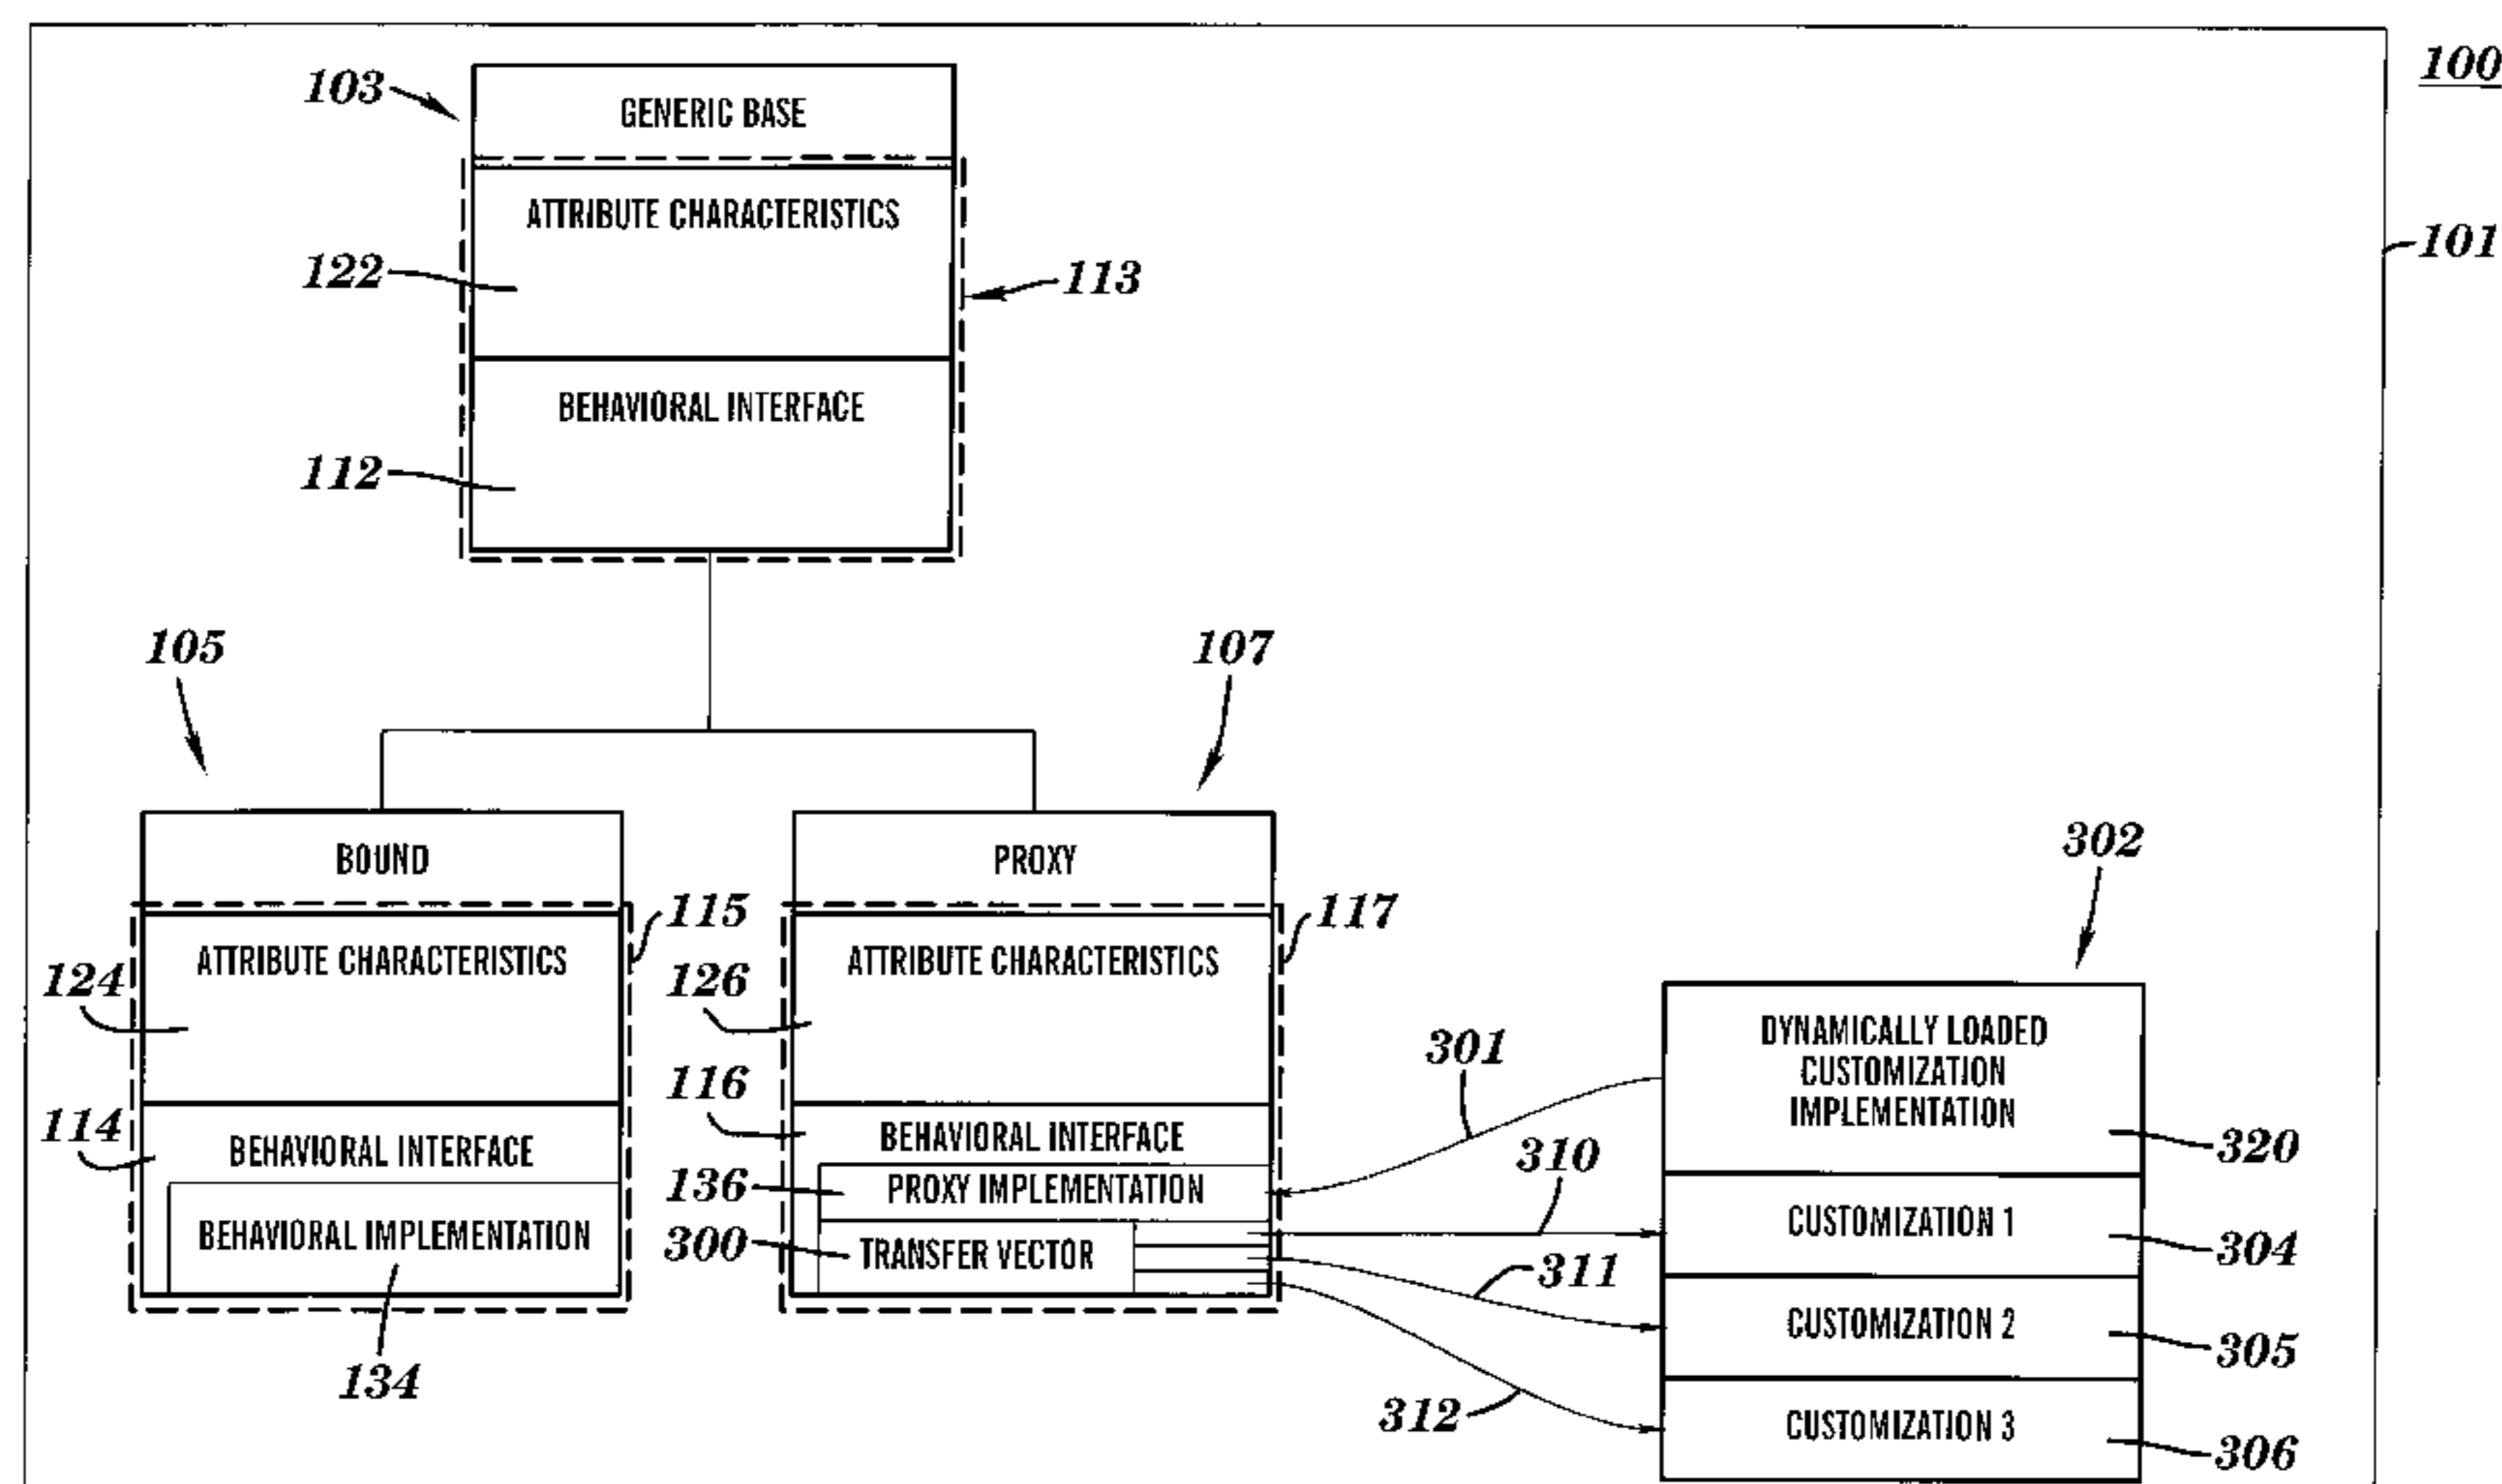 100
103
GENERIC BASE
ATTRIBUTE CHARACTERISTICS
101
122
113
BEHAVIORAL INTERFACE
112
105
107
BOUND
PROXY
302
115
117
ATTRIBUTE CHARACTERISTICS
ATTRIBUTE CHARACTERISTICS
124
126
DYNAMICALLY LOADED
CUSTOMIZATION
IMPLEMENTATION
301
116
114
BEHAVIORAL INTERFACE
BEHAVIORAL INTERFACE
310
320
136
PROXY IMPLEMENTATION
BEHAVIORAL IMPLEMENTATION
300
TRANSFER VECTOR
CUSTOMIZATION 1
304
311
CUSTOMIZATION 2
305
134
312
CUSTOMIZATION 3
306